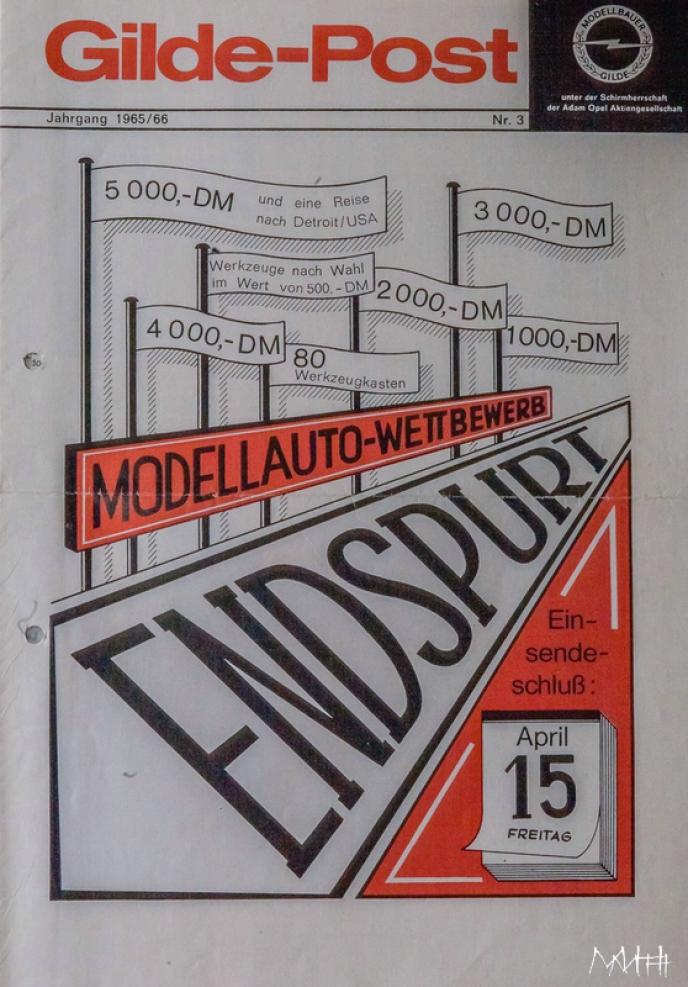 Gilde-Post
MODELLBAUER
GILDE
unter der Schirmherrschaft
der Adam Opel Aktiengesellschaft
Jahrgang 1965/66
Nr. 3
5 000,-DM und eine Reise
nach Detroit/USA
3 000,-DM
Werkzeuge nach Wahl
im Wert von 500.-DM
2 000,-DM
4 000,-DM
1000,-DM
80
Werkzeugkasten
MODELLAUTO-WETTBEWERB
ENDSPURT
Ein-
sende-
schluß:
April
15
FREITAG